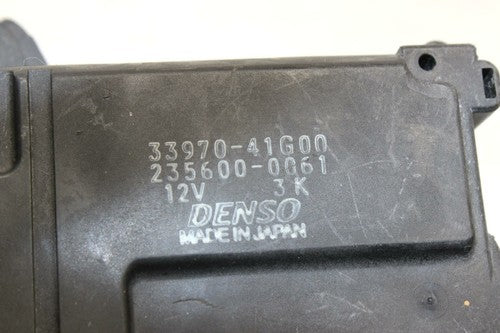 33970-41G00
235600-0061
12V 3K
DENSO
MADE IN JAPAN